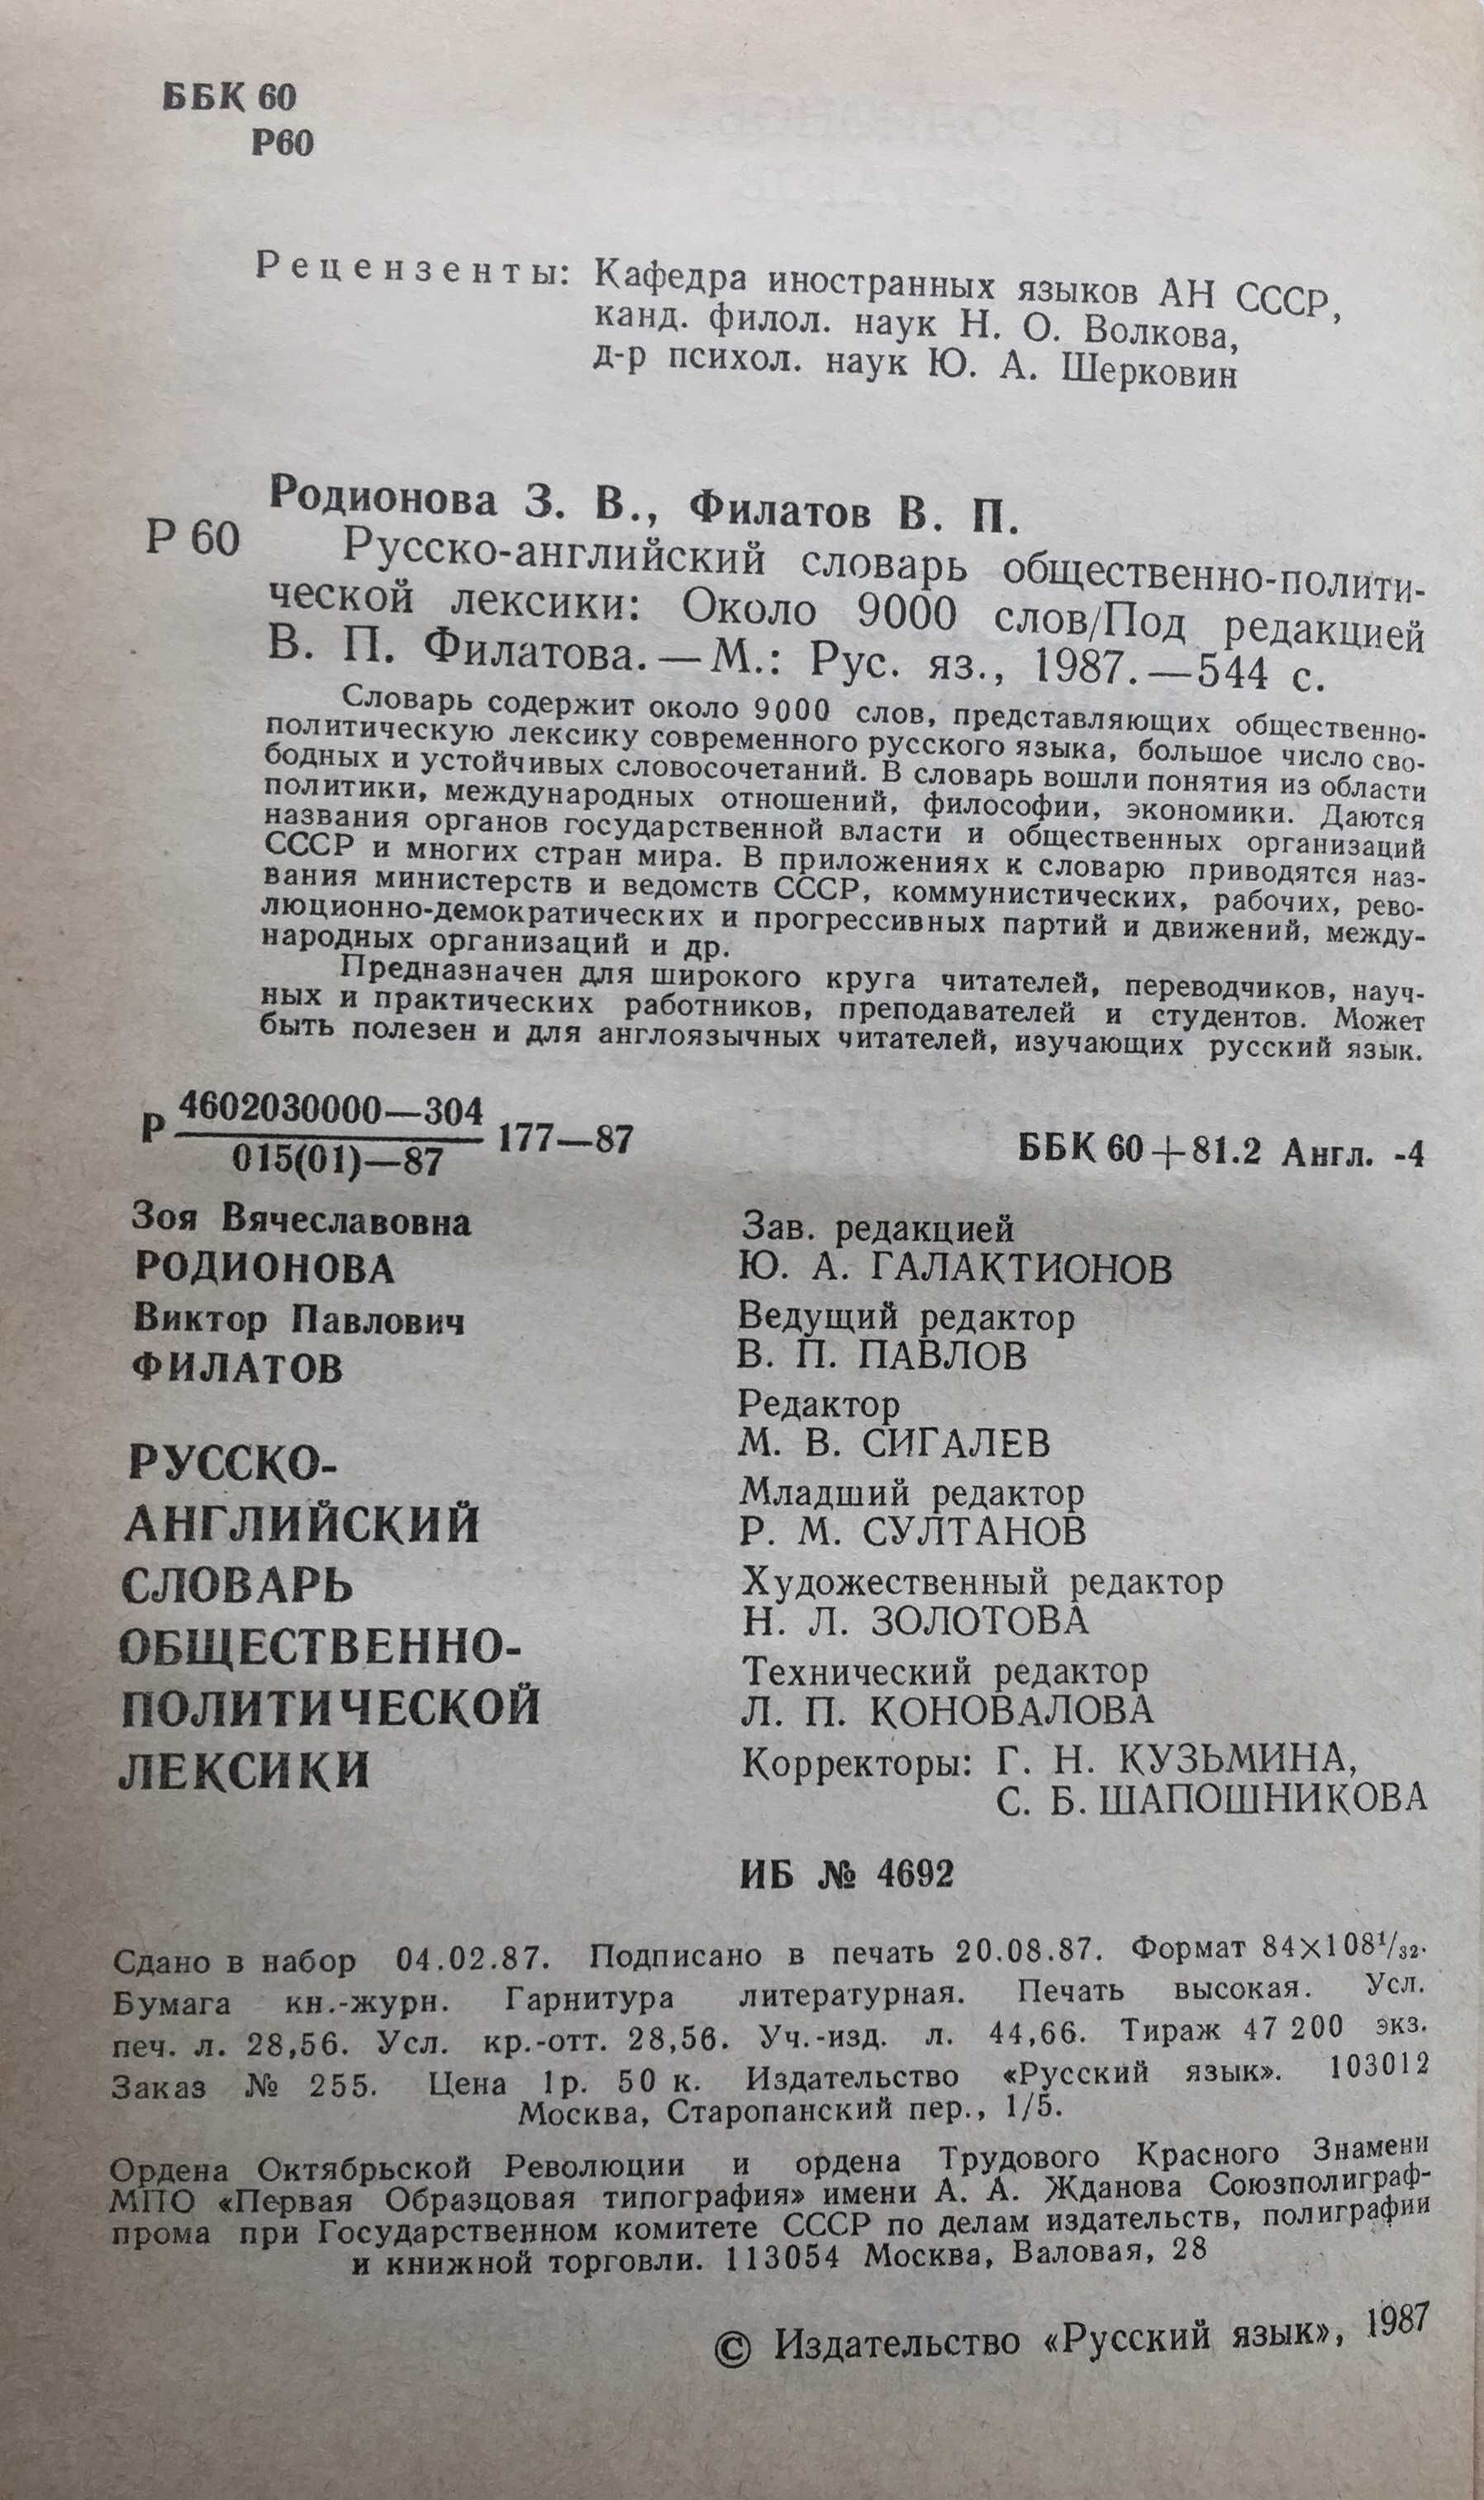 ББК 60
Р60
Рецензенты: Кафедра иностранных языков АН СССР,
канд. филол. наук Н. О. Волкова,
д-р психол. наук Ю. А. Шерковин
Родионова З. В., Филатов В. П.
Р 60 Русско-английский словарь общественно-полити-
ческой лексики: Около 9000 слов/Под редакцией
В. П. Филатова.—М.: Рус. яз., 1987.—544 с.
Словарь содержит около 9000 слов, представляющих общественно-
политическую лексику современного русского языка, большое число сво-
бодных и устойчивых словосочетаний. В словарь вошли понятия из области
политики, международных отношений, философии, экономики. Даются
названия органов государственной власти и общественных организаций
СССР и многих стран мира. В приложениях к словарю приводятся наз-
вания министерств и ведомств СССР, коммунистических, рабочих, рево-
люционно-демократических и прогрессивных партий и движений, между-
народных организаций и др.
Предназначен для широкого круга читателей, переводчиков, науч-
ных и практических работников, преподавателей и студентов. Может
быть полезен и для англоязычных читателей, изучающих русский язык.
Р 4602030000—304
015(01)—87 177—87
ББК 60+81.2 Англ. -4
Зоя Вячеславовна
РОДИОНОВА
Виктор Павлович
ФИЛАТОВ
РУССКО-
АНГЛИЙСКИЙ
СЛОВАРЬ
ОБЩЕСТВЕННО-
ПОЛИТИЧЕСКОЙ
ЛЕКСИКИ
Зав. редакцией
Ю. А. ГАЛАКТИОНОВ
Ведущий редактор
В. П. ПАВЛОВ
Редактор
М. В. СИГАЛЕВ
Младший редактор
Р. М. СУЛТАНОВ
Художественный редактор
Н. Л. ЗОЛОТОВА
Технический редактор
Л. П. КОНОВАЛОВА
Корректоры: Г. Н. КУЗЬМИНА,
С. Б. ШАПОШНИКОВА
ИБ № 4692
Сдано в набор 04.02.87. Подписано в печать 20.08.87. Формат 84×108¹/₃₂.
Бумага кн.-журн. Гарнитура литературная. Печать высокая. Усл.
печ. л. 28,56. Усл. кр.-отт. 28,56. Уч.-изд. л. 44,66. Тираж 47 200 экз.
Заказ № 255. Цена 1р. 50 к. Издательство «Русский язык». 103012
Москва, Старопанский пер., 1/5.
Ордена Октябрьской Революции и ордена Трудового Красного Знамени
МПО «Первая Образцовая типография» имени А. А. Жданова Союзполиграф-
прома при Государственном комитете СССР по делам издательств, полиграфии
и книжной торговли. 113054 Москва, Валовая, 28
© Издательство «Русский язык», 1987